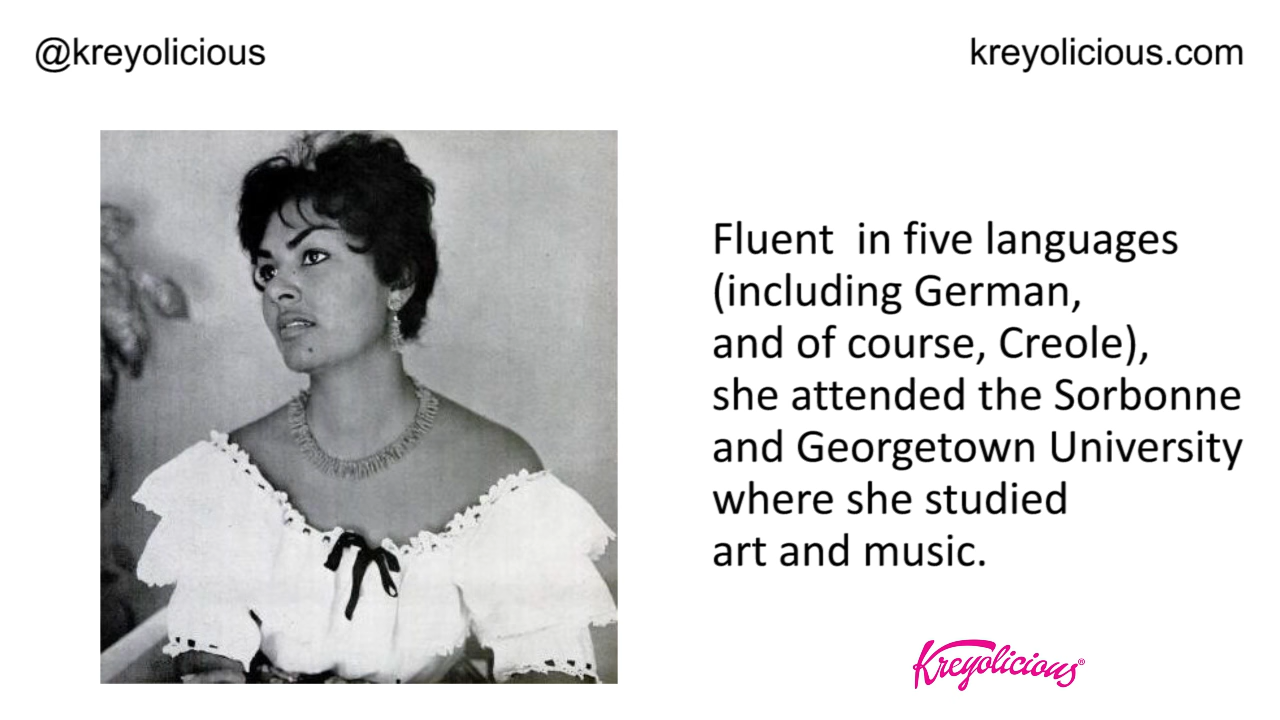 @kreyolicious
kreyolicious.com
Fluent  in five languages
(including German,
and of course, Creole),
she attended the Sorbonne
and Georgetown University
where she studied
art and music.
Kreyolicious®